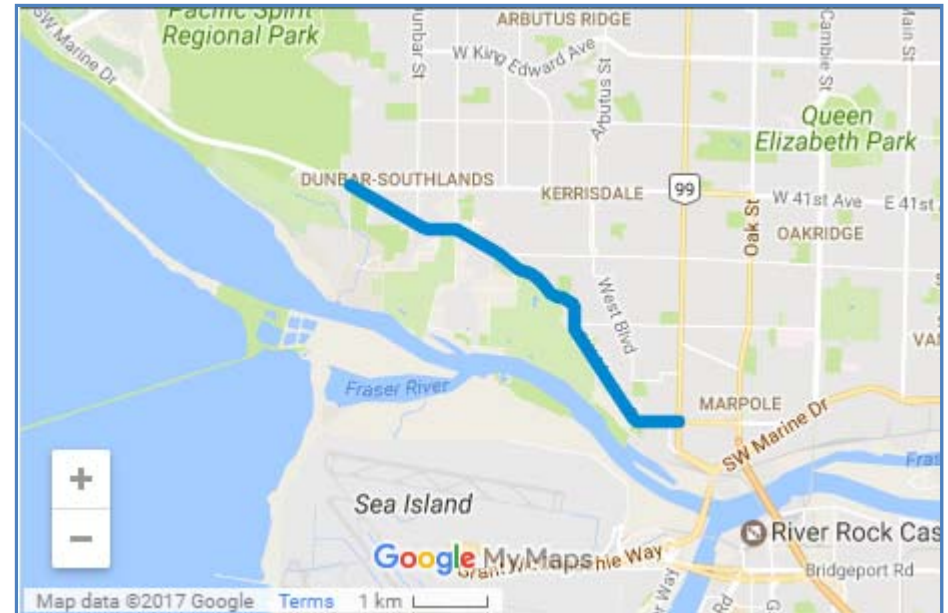 Pacific Spirit
Regional Park
SW Marine Dr
Dunbar St
ARBUTUS RIDGE
W King Edward Ave
Arbutus St
Cambie St
Main St
Queen
Elizabeth Park
DUNBAR-SOUTHLANDS
KERRISDALE
99
W 41st Ave
E 41st
Oak St
OAKRIDGE
West Blvd
Fraser River
MARPOLE
SW Marine Dr
Sea Island
River Rock Cas
Google My Maps
hie Way
Bridgeport Rd
Map data ©2017 Google
Terms
1 km